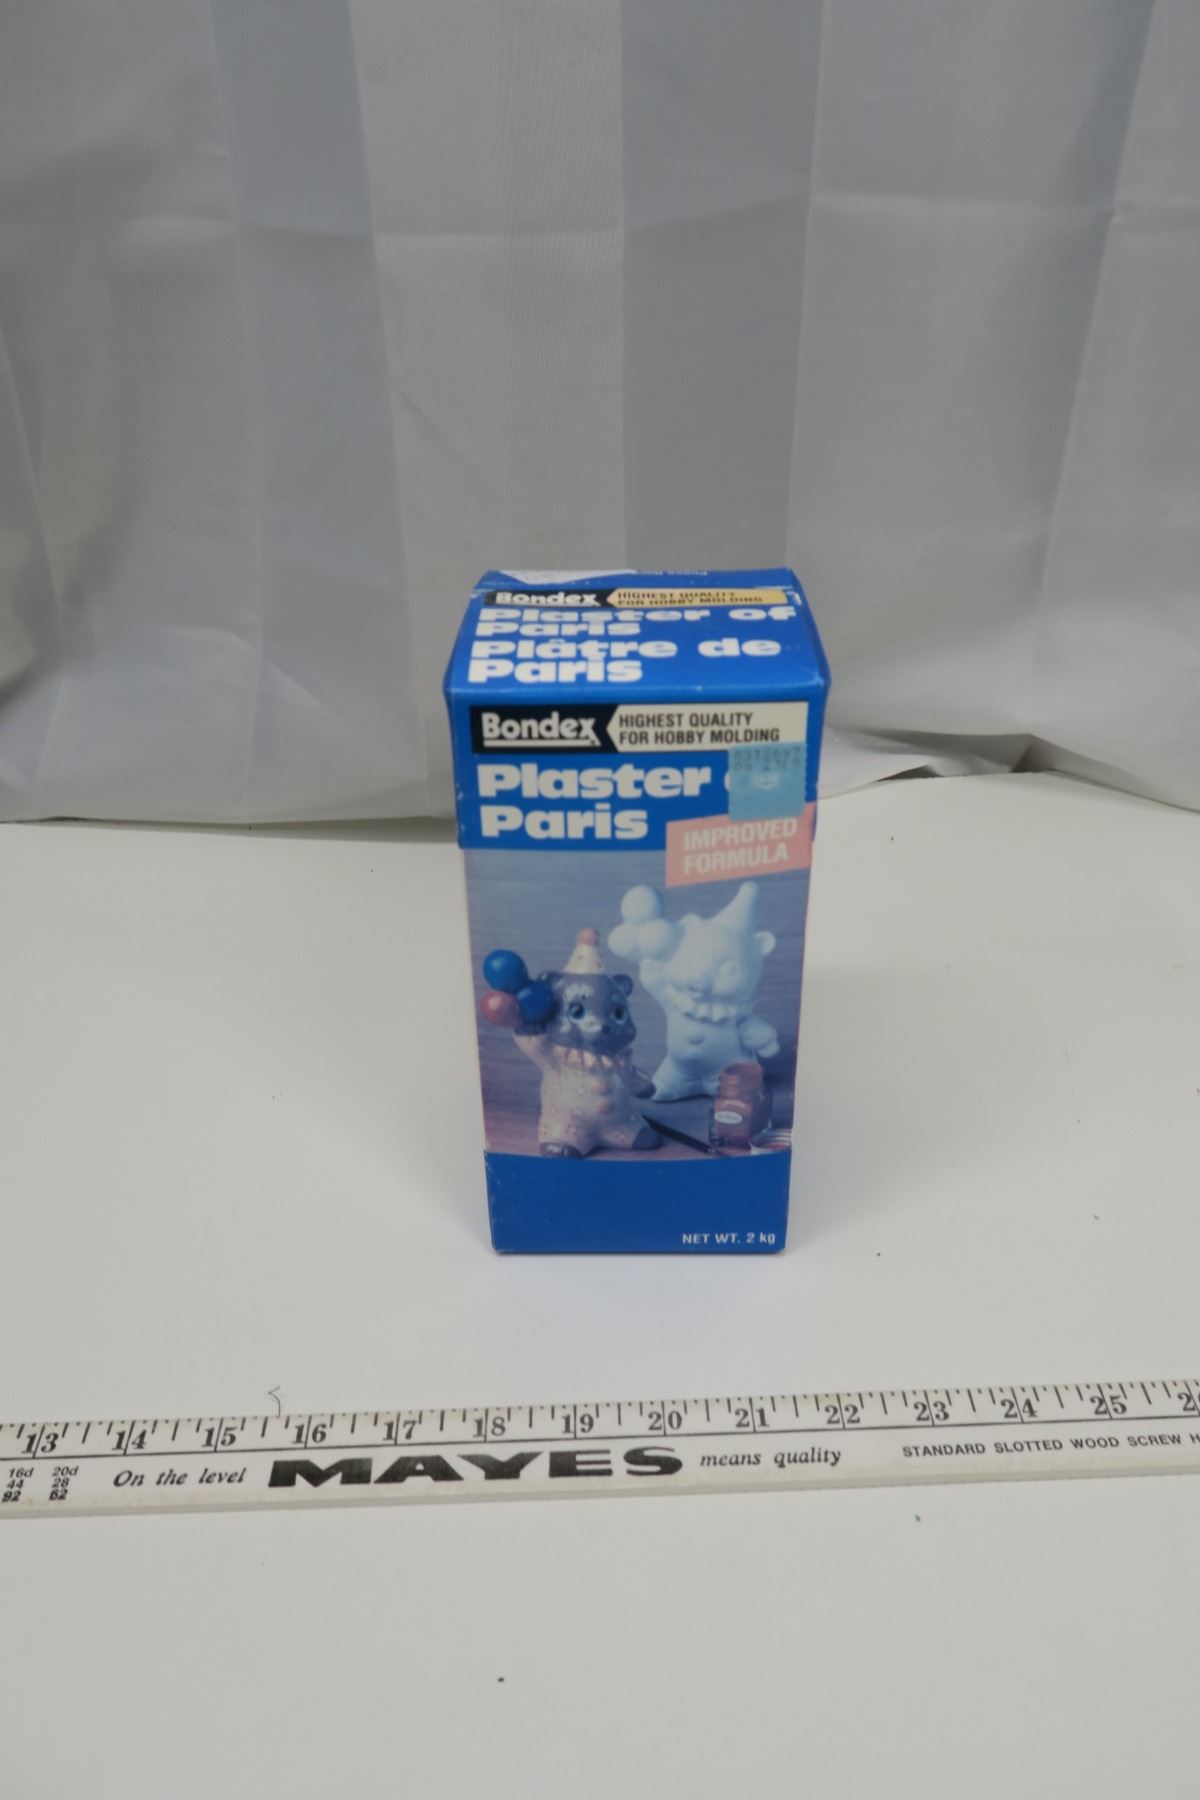 Bondex
HIGHEST QUALITY
FOR HOBBY MOLDING
Plaster of
Paris
Plâtre de
Paris
Bondex
HIGHEST QUALITY
FOR HOBBY MOLDING
Plaster
Paris
IMPROVED
FORMULA
NET WT. 2 kg
13 14 15 16 17 18 19 20 21 22 23 24 25
16d 20d
44 28
92 62
On the level MAYES means quality
STANDARD SLOTTED WOOD SCREW H